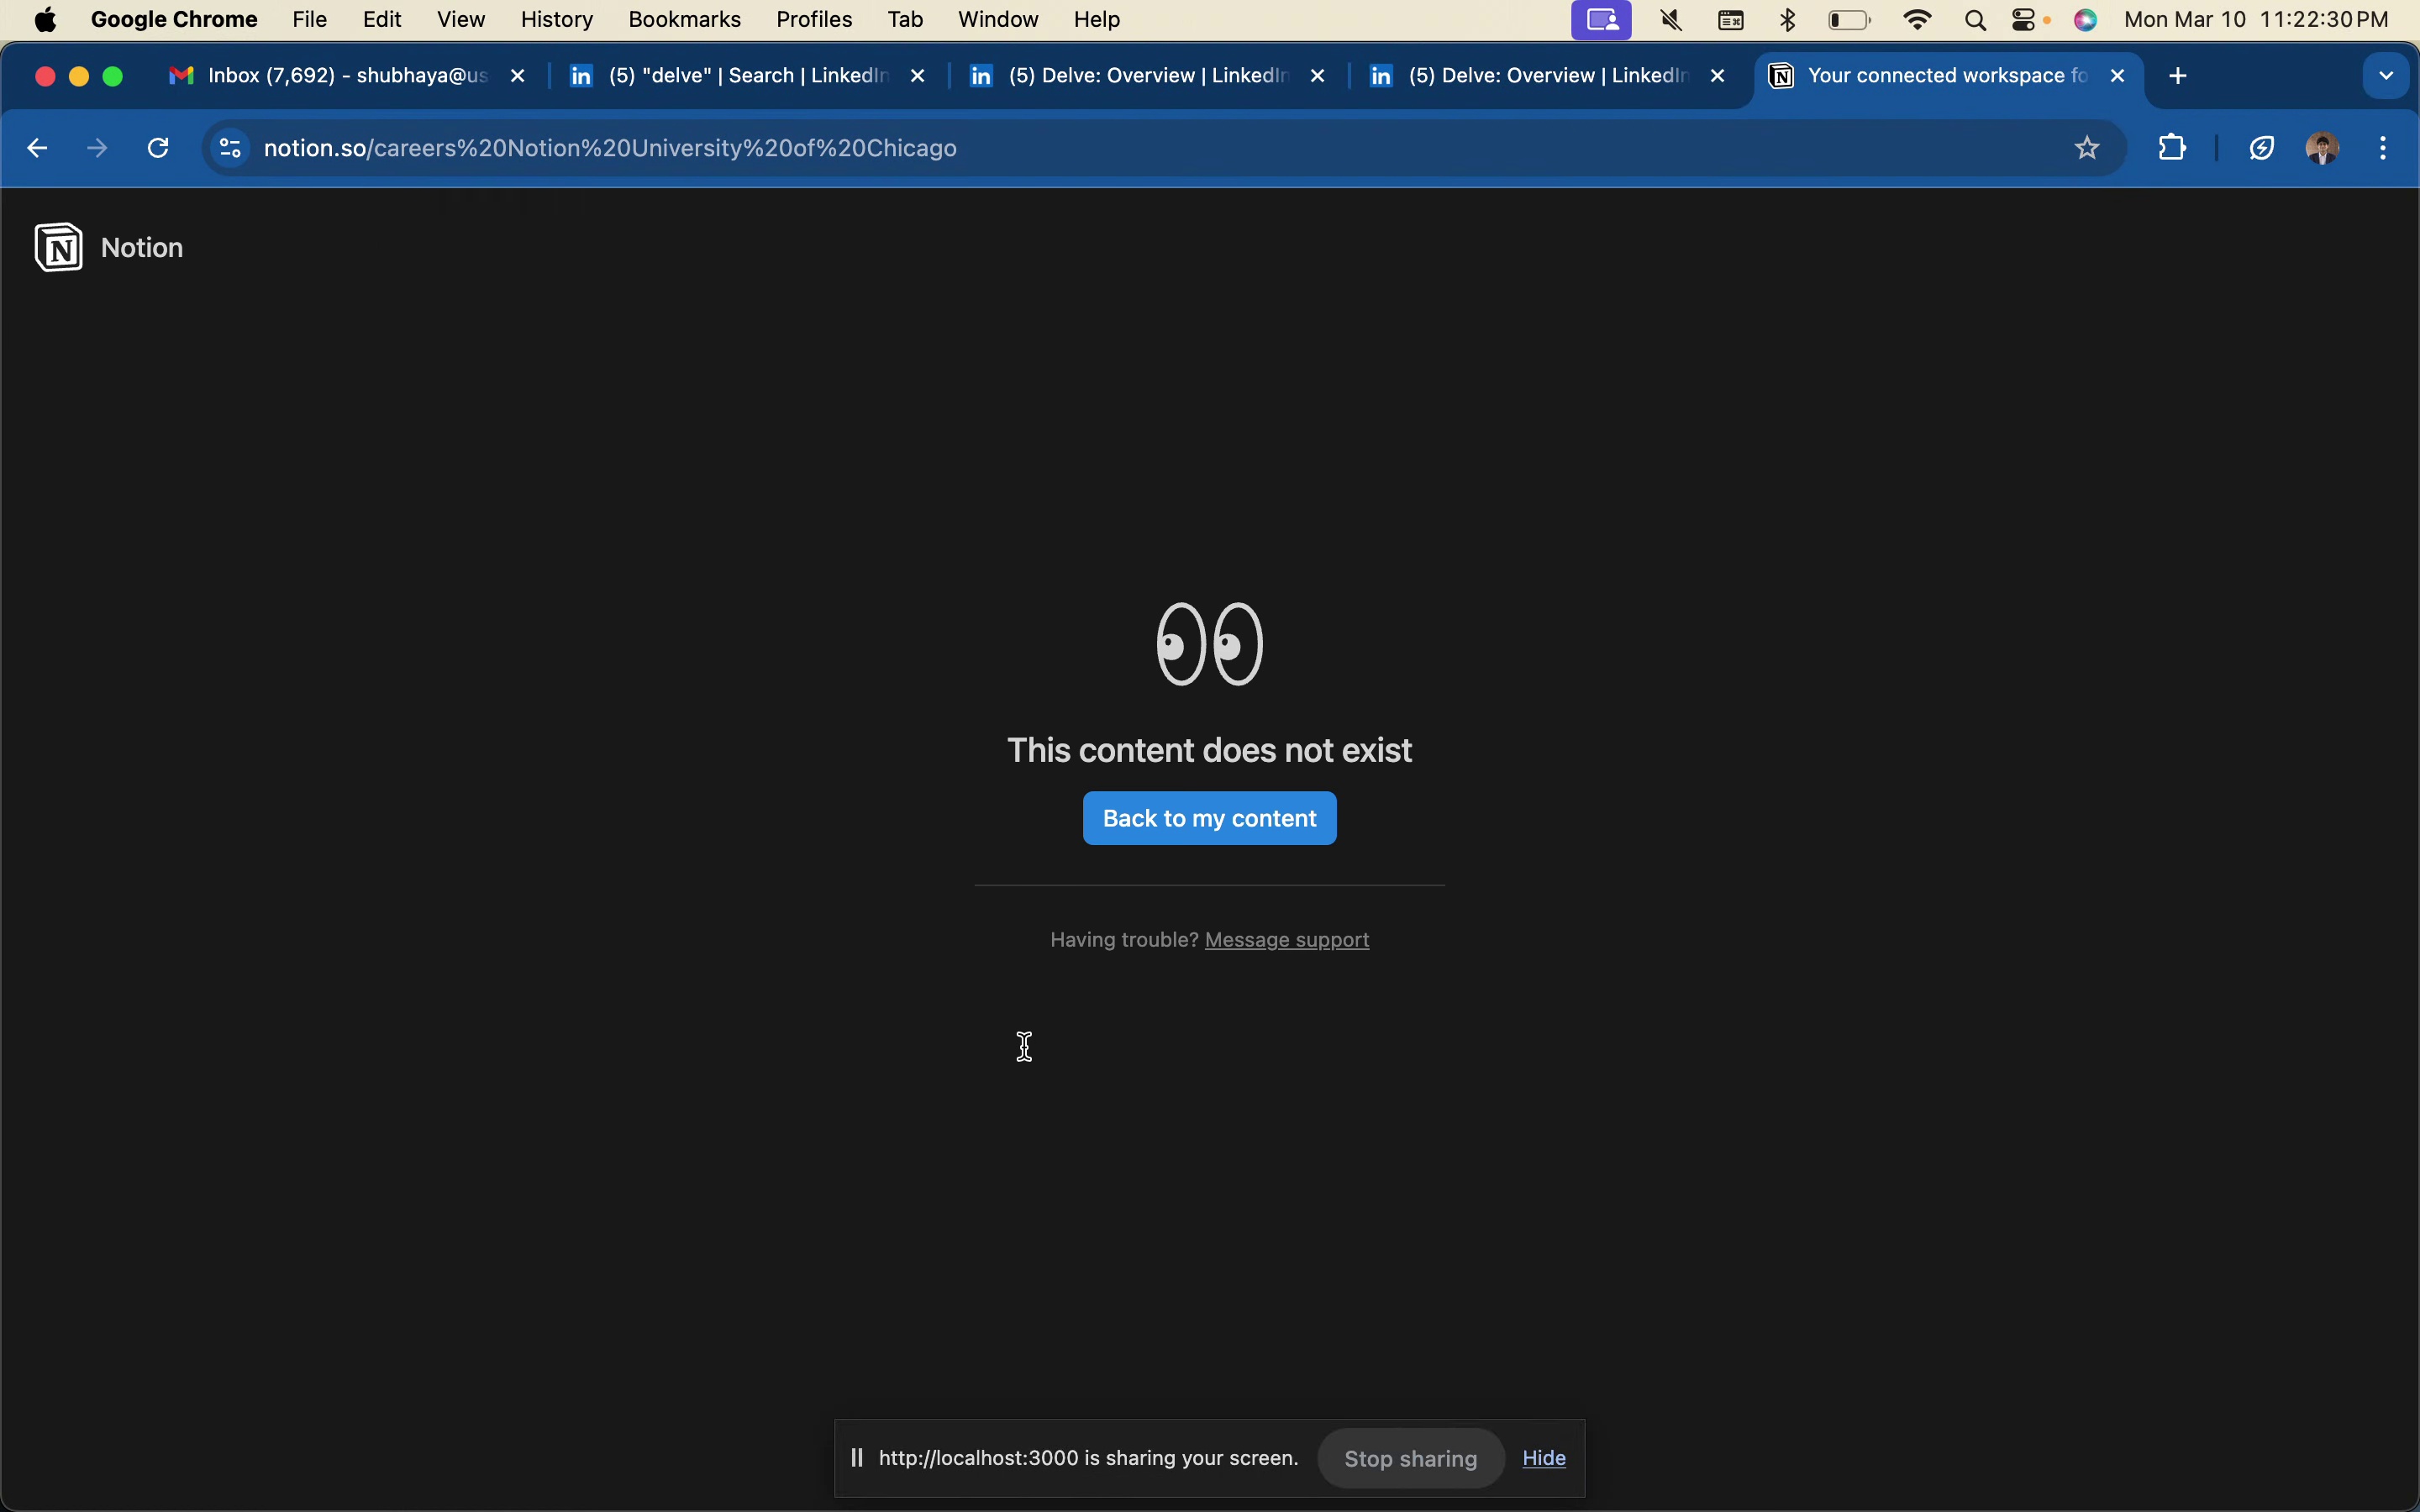 Google Chrome File Edit View History Bookmarks Profiles Tab Window Help Mon Mar 10 11:22:30 PM
Inbox (7,692) - shubhaya@us (5) "delve" | Search | LinkedIn (5) Delve: Overview | LinkedIn (5) Delve: Overview | LinkedIn Your connected workspace fo
notion.so/careers%20Notion%20University%20of%20Chicago
Notion
This content does not exist
Back to my content
Having trouble? Message support
http://localhost:3000 is sharing your screen. Stop sharing Hide